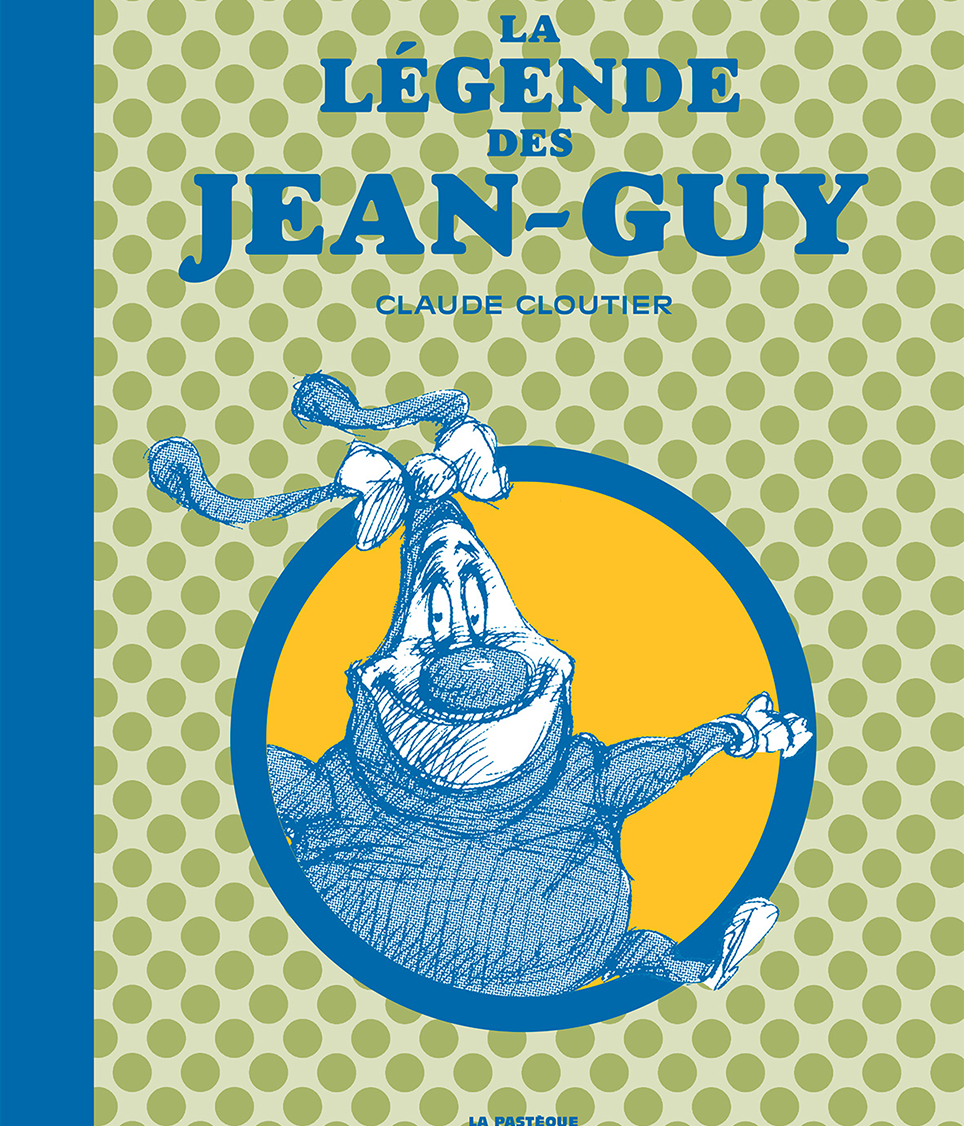 LA
LÉGENDE
DES
JEAN-GUY
CLAUDE CLOUTIER
LA PASTÈQUE